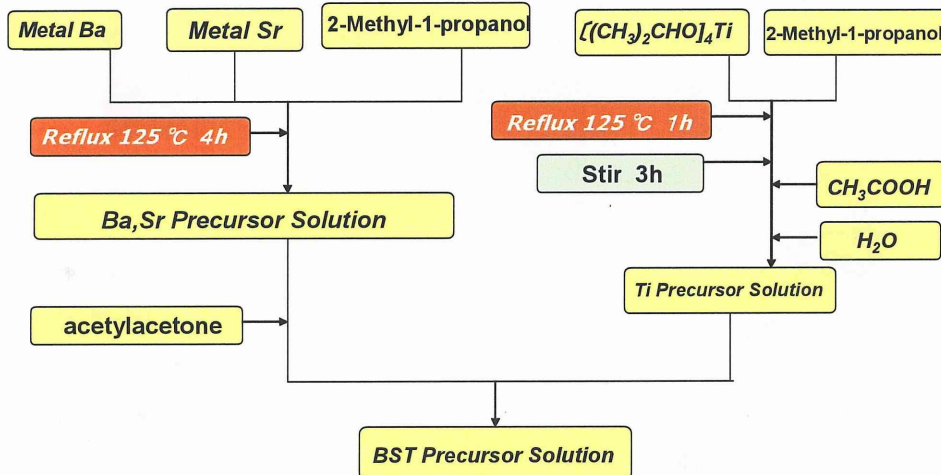 Metal Ba
Metal Sr
2-Methyl-1-propanol
[(CH₃)₂CHO]₄Ti
2-Methyl-1-propanol
Reflux 125 ℃ 4h
Reflux 125 ℃ 1h
Stir 3h
CH₃COOH
Ba,Sr Precursor Solution
H₂O
Ti Precursor Solution
acetylacetone
BST Precursor Solution